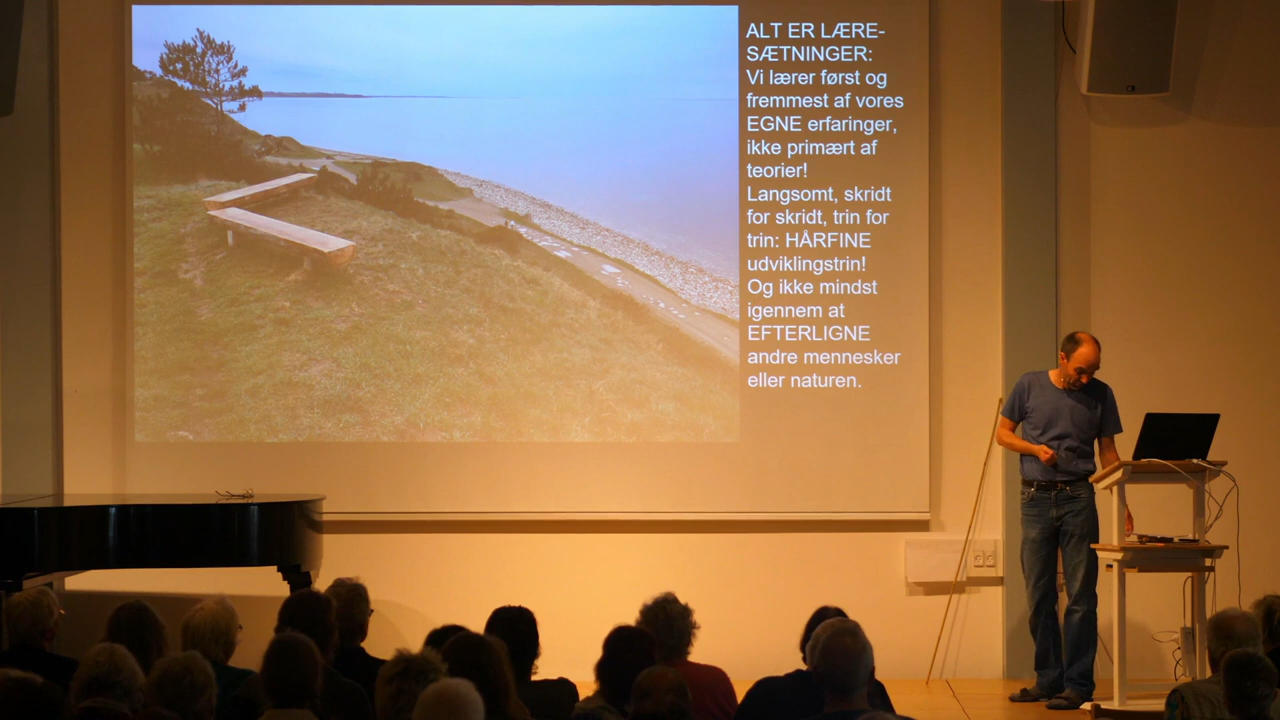 ALT ER LÆRE-
SÆTNINGER:
Vi lærer først og
fremmest af vores
EGNE erfaringer,
ikke primært af
teorier!
Langsomt, skridt
for skridt, trin for
trin: HÅRFINE
udviklingstrin!
Og ikke mindst
igennem at
EFTERLIGNE
andre mennesker
eller naturen.